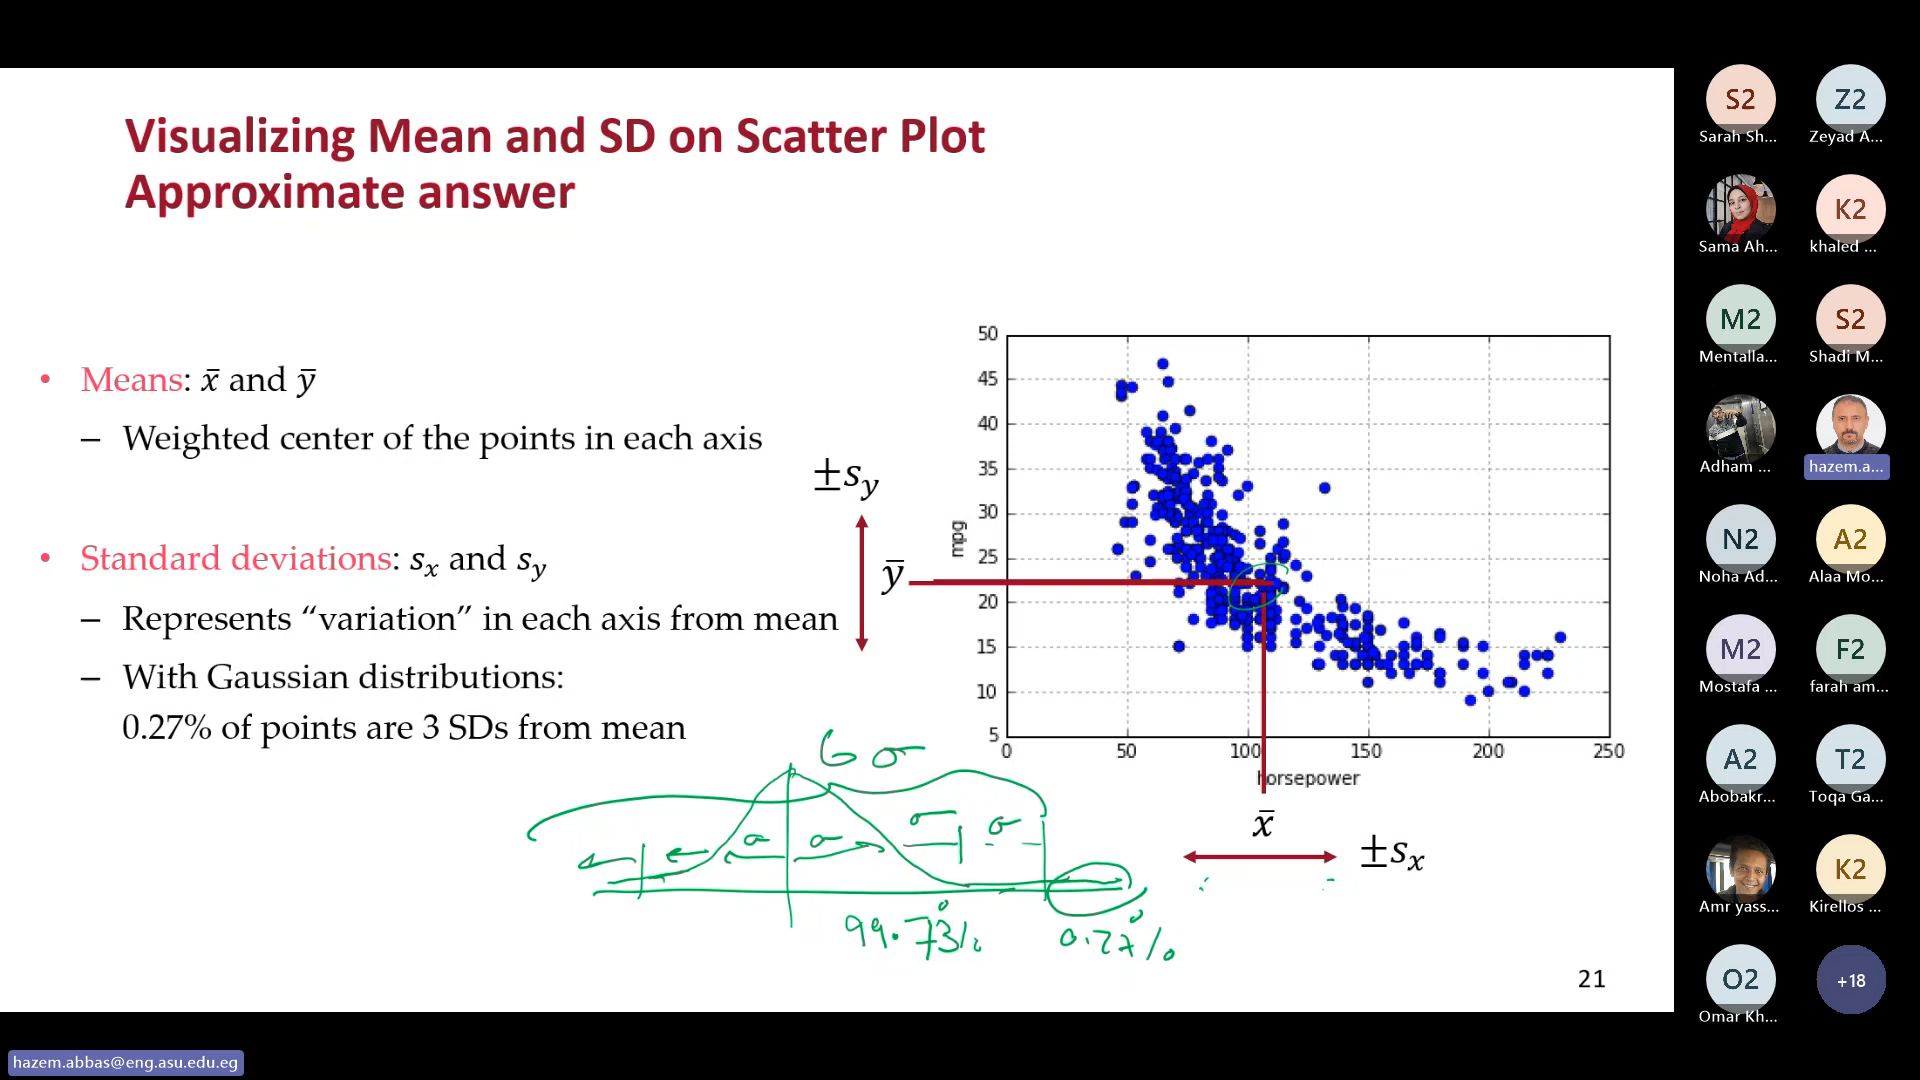 Visualizing Mean and SD on Scatter Plot
Approximate answer
• Means: x̄ and ȳ
– Weighted center of the points in each axis
• Standard deviations: sₓ and s_y
– Represents “variation” in each axis from mean
– With Gaussian distributions:
0.27% of points are 3 SDs from mean
±s_y
ȳ
mpg
50
45
40
35
30
25
20
15
10
5
0 50 100 150 200 250
horsepower
x̄
±sₓ
6σ
σ σ σ σ
99.73%
0.27%
21
S2
Sarah Sh...
Z2
Zeyad A...
Sama Ah...
K2
khaled ...
M2
Mentalla...
S2
Shadi M...
Adham ...
hazem.a...
N2
Noha Ad...
A2
Alaa Mo...
M2
Mostafa ...
F2
farah am...
A2
Abobakr...
T2
Toqa Ga...
Amr yass...
K2
Kirellos ...
O2
Omar Kh...
+18
hazem.abbas@eng.asu.edu.eg